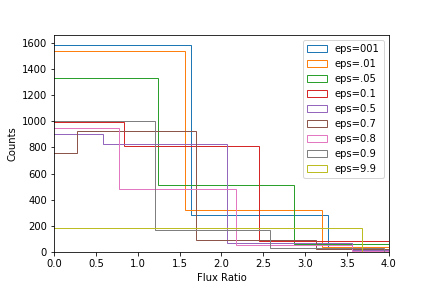 1600
1400
1200
1000
800
600
400
200
0
Counts
0.0 0.5 1.0 1.5 2.0 2.5 3.0 3.5 4.0
Flux Ratio
eps=001
eps=.01
eps=.05
eps=0.1
eps=0.5
eps=0.7
eps=0.8
eps=0.9
eps=9.9